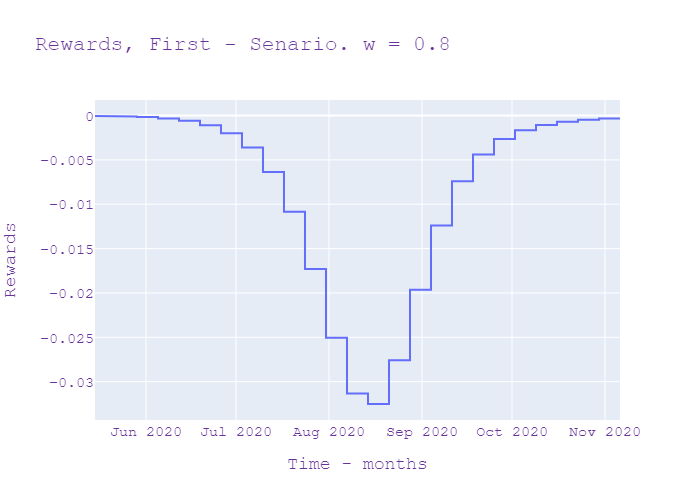 Rewards, First - Senario. w = 0.8
Rewards
0
−0.005
−0.01
−0.015
−0.02
−0.025
−0.03
Jun 2020 Jul 2020 Aug 2020 Sep 2020 Oct 2020 Nov 2020
Time - months